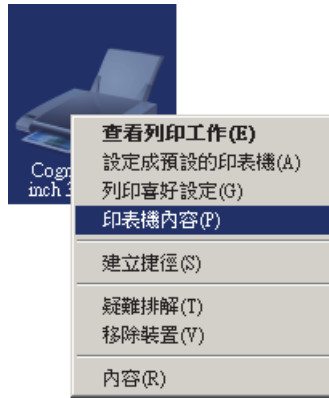 inch
查看列印工作(E)
設定成預設的印表機(A)
列印喜好設定(G)
印表機內容(P)
建立捷徑(S)
疑難排解(T)
移除裝置(V)
內容(R)